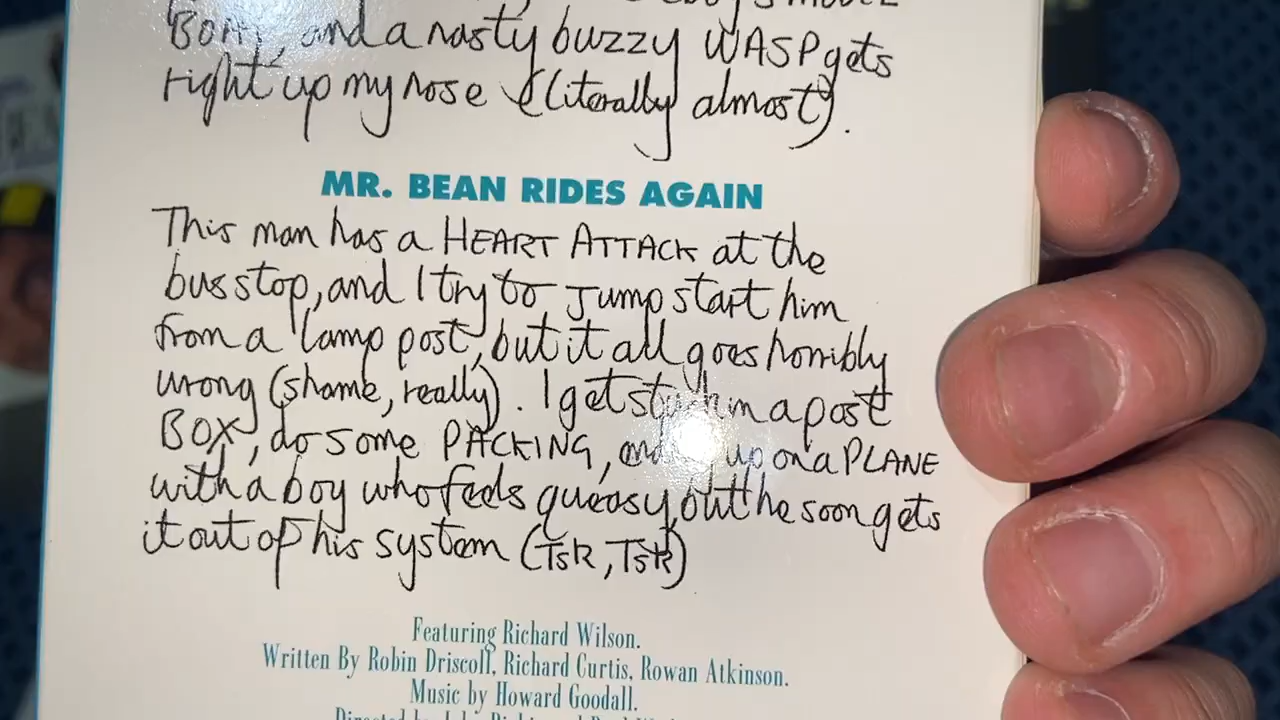 Boat, and a nasty buzzy WASP gets
right up my nose (literally almost).
MR. BEAN RIDES AGAIN
This man has a HEART ATTACK at the
bus stop, and I try to jump start him
from a lamp post, but it all goes horribly
wrong (shame, really). I get stuck in a post
BOX, do some PACKING, and up on a PLANE
with a boy who feels queasy, but he soon gets
it out of his system (Tsk, Tsk)
Featuring Richard Wilson.
Written By Robin Driscoll, Richard Curtis, Rowan Atkinson.
Music by Howard Goodall.